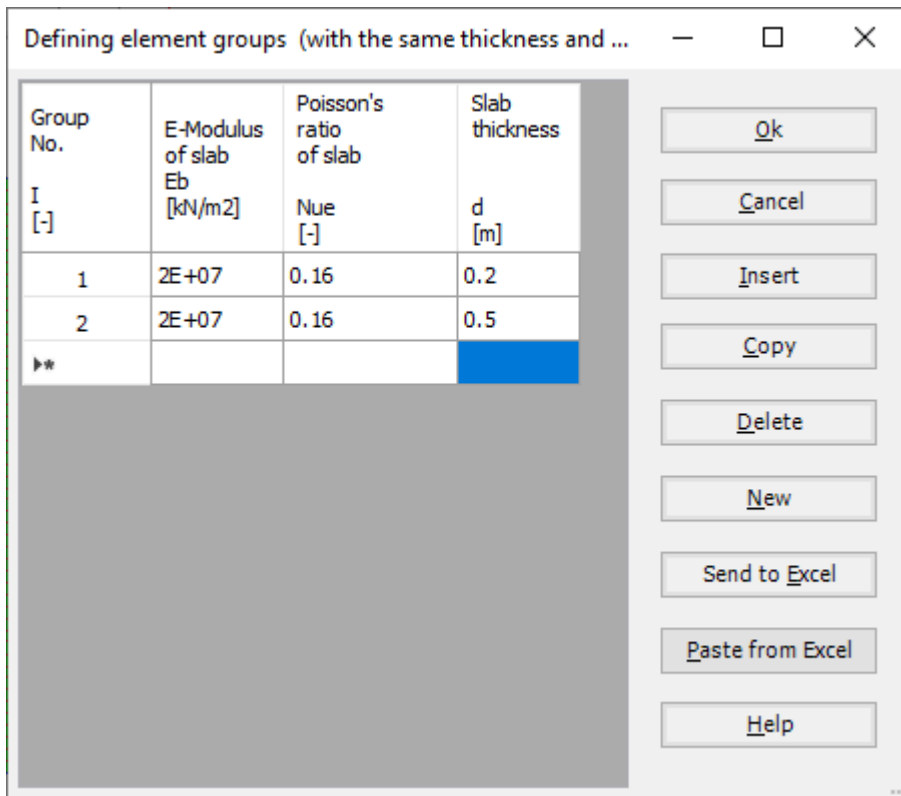 Defining element groups (with the same thickness and ...
Group
No.
I
[-]
E-Modulus
of slab
Eb
[kN/m2]
Poisson's
ratio
of slab
Nue
[-]
Slab
thickness
d
[m]
1 2E+07 0.16 0.2
2 2E+07 0.16 0.5
Ok
Cancel
Insert
Copy
Delete
New
Send to Excel
Paste from Excel
Help